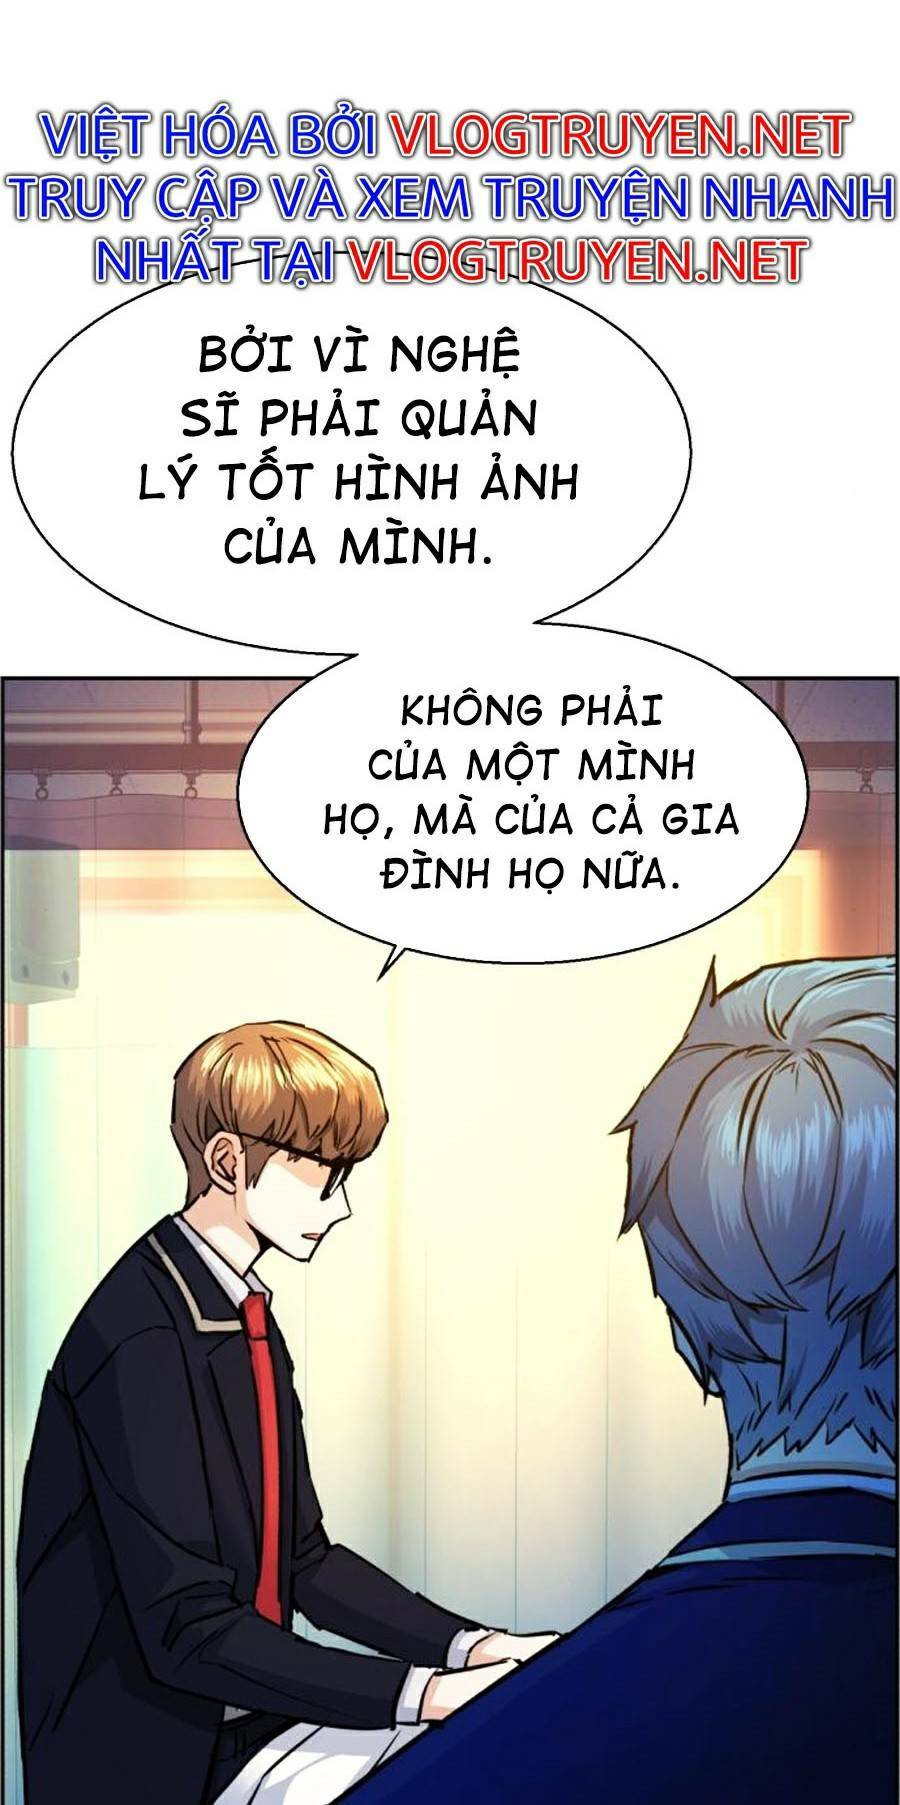 VIỆT HÓA BỞI VLOGTRUYEN.NET
TRUY CẬP VÀ XEM TRUYỆN NHANH
NHẤT TẠI VLOGTRUYEN.NET
BỞI VÌ NGHỆ
SĨ PHẢI QUẢN
LÝ TỐT HÌNH ẢNH
CỦA MÌNH.
KHÔNG PHẢI
CỦA MỘT MÌNH
HỌ, MÀ CỦA CẢ GIA
ĐÌNH HỌ NỮA.